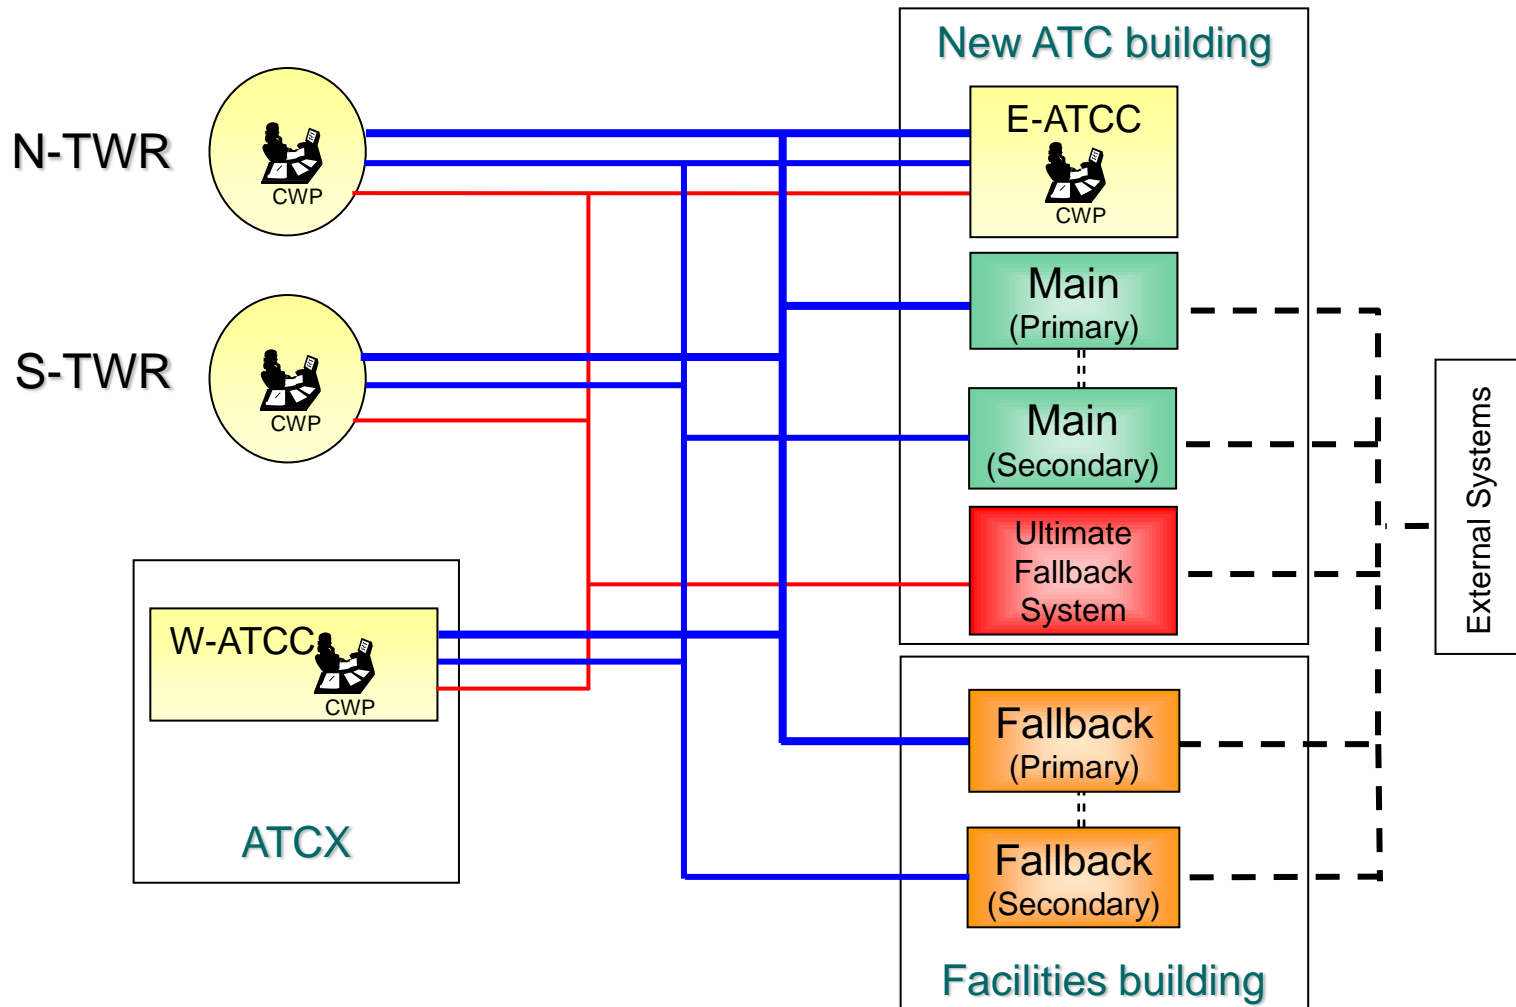 New ATC building
N-TWR
CWP
E-ATCC
CWP
Main
(Primary)
S-TWR
CWP
Main
(Secondary)
Ultimate
Fallback
System
External Systems
W-ATCC
CWP
ATCX
Fallback
(Primary)
Fallback
(Secondary)
Facilities building